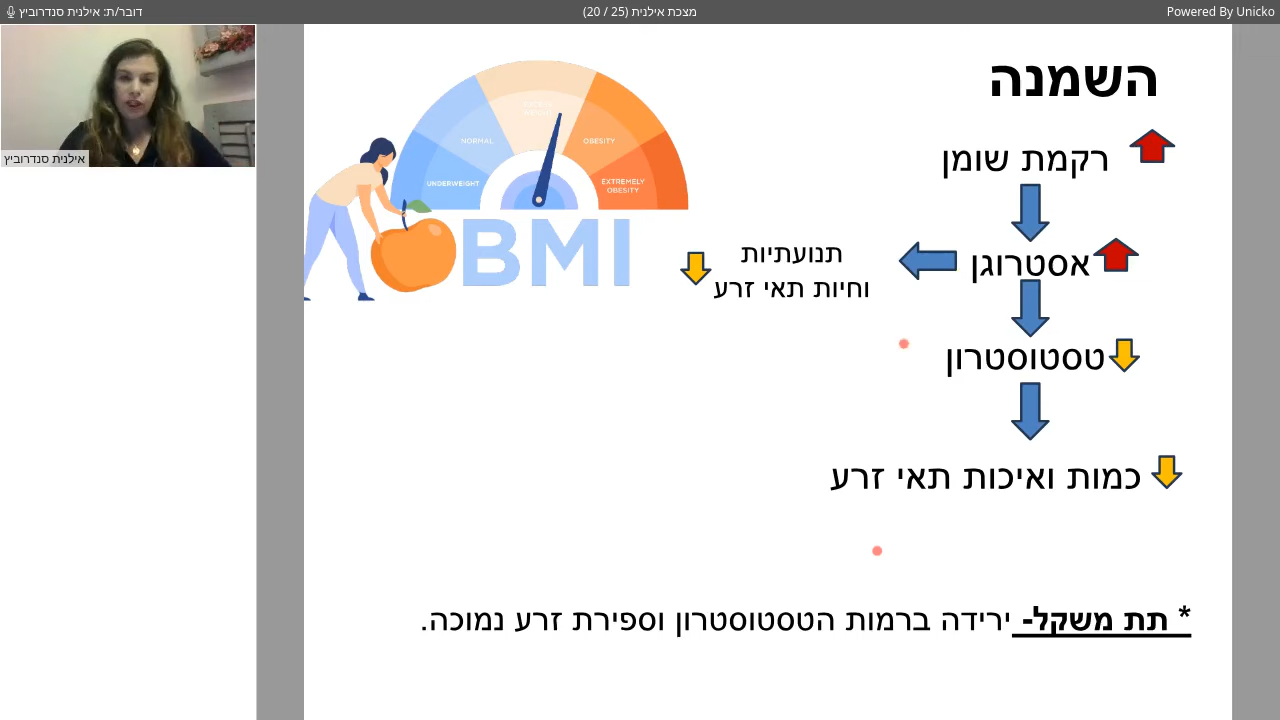 דובר/ת: אילנית סנדרוביץ
מצכת אילנית (25 / 20)
Powered By Unicko
אילנית סנדרוביץ
השמנה
רקמת שומן
אסטרוגן
תנועתיות
וחיות תאי זרע
טסטוסטרון
כמות ואיכות תאי זרע
* תת משקל- ירידה ברמות הטסטוסטרון וספירת זרע נמוכה.
UNDERWEIGHT
NORMAL
OBESITY
EXTREMELY
OBESITY
BMI